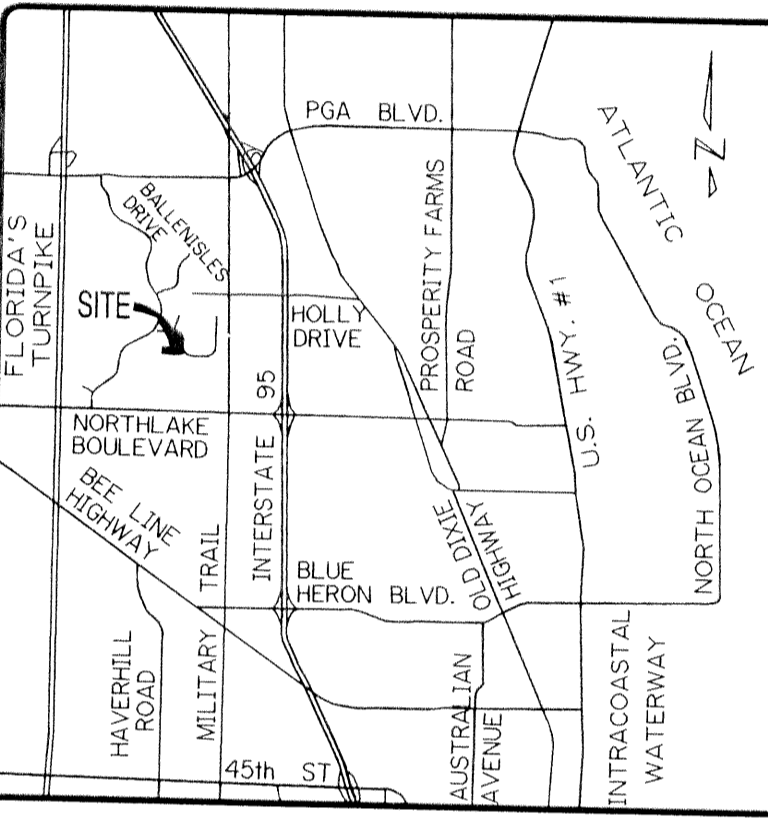 PGA BLVD.
N
ATLANTIC
OCEAN
BALLENISLES
DRIVE
FLORIDA'S
TURNPIKE
SITE
HOLLY
DRIVE
PROSPERITY FARMS
ROAD
U.S. HWY. #1
NORTH OCEAN BLVD.
NORTHLAKE
BOULEVARD
INTERSTATE 95
BEE LINE
HIGHWAY
MILITARY TRAIL
OLD DIXIE
HIGHWAY
BLUE
HERON BLVD.
HAVERHILL
ROAD
AUSTRALIAN
AVENUE
INTRACOASTAL
WATERWAY
45th ST